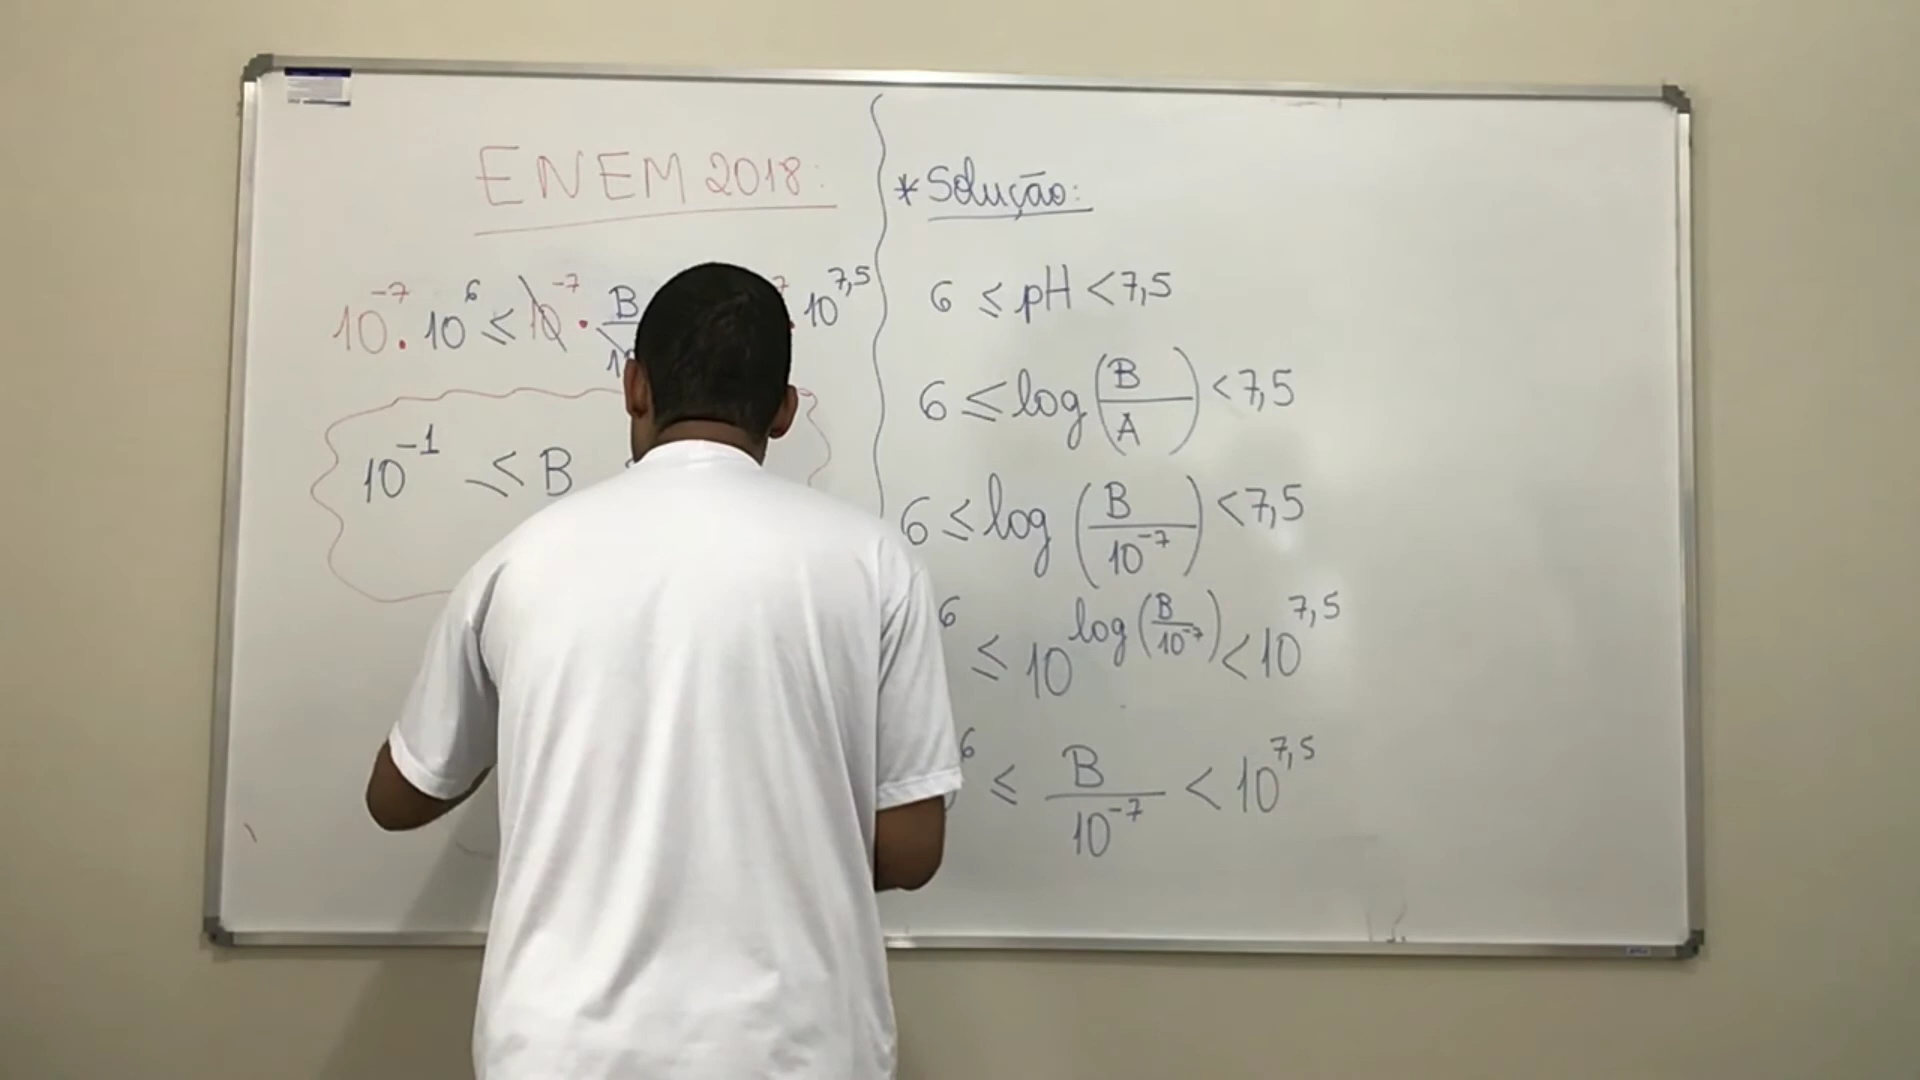 ENEM 2018:
10⁻⁷ . 10⁶ ≤ 10⁻⁷ . B . 10^7,5
10⁻¹ ≤ B
* Solução:
6 ≤ pH < 7,5
6 ≤ log (B/A) < 7,5
6 ≤ log (B/10⁻⁷) < 7,5
6 ≤ 10^log(B/10⁻⁷) < 10^7,5
6 ≤ B/10⁻⁷ < 10^7,5